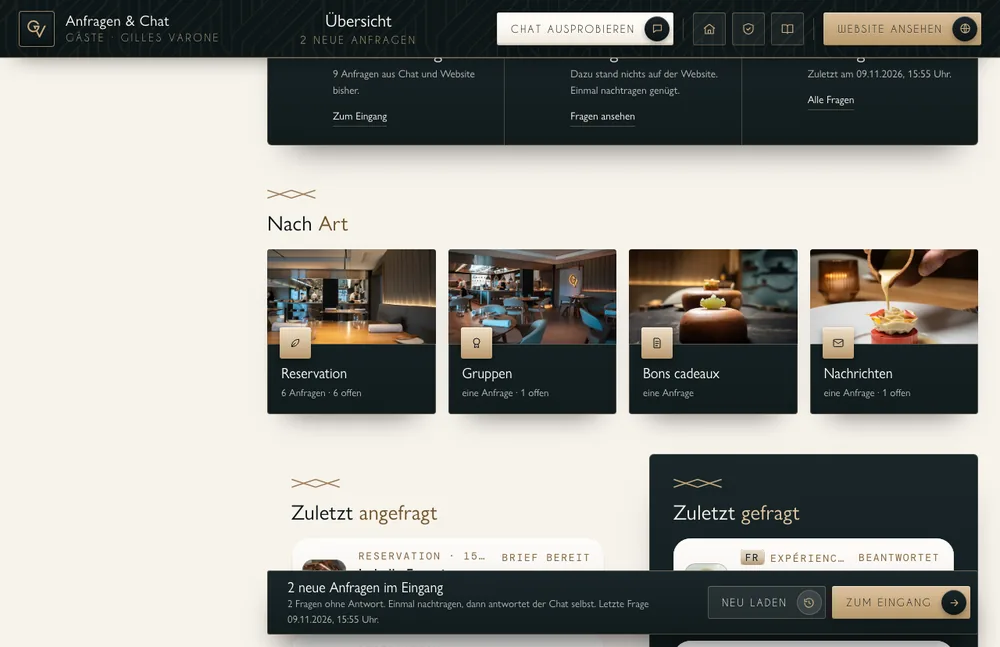 Anfragen & Chat
GÄSTE · GILLES VARONE
Übersicht
2 NEUE ANFRAGEN
CHAT AUSPROBIEREN
WEBSITE ANSEHEN
9 Anfragen aus Chat und Website
bisher.
Zum Eingang
Dazu stand nichts auf der Website.
Einmal nachtragen genügt.
Fragen ansehen
Zuletzt am 09.11.2026, 15:55 Uhr.
Alle Fragen
Nach Art
Reservation
6 Anfragen · 6 offen
Gruppen
eine Anfrage · 1 offen
Bons cadeaux
eine Anfrage
Nachrichten
eine Anfrage · 1 offen
Zuletzt angefragt
RESERVATION · 15…
BRIEF BEREIT
Zuletzt gefragt
FR
EXPÉRIENC…
BEANTWORTET
2 neue Anfragen im Eingang
2 Fragen ohne Antwort. Einmal nachtragen, dann antwortet der Chat selbst. Letzte Frage
09.11.2026, 15:55 Uhr.
NEU LADEN
ZUM EINGANG